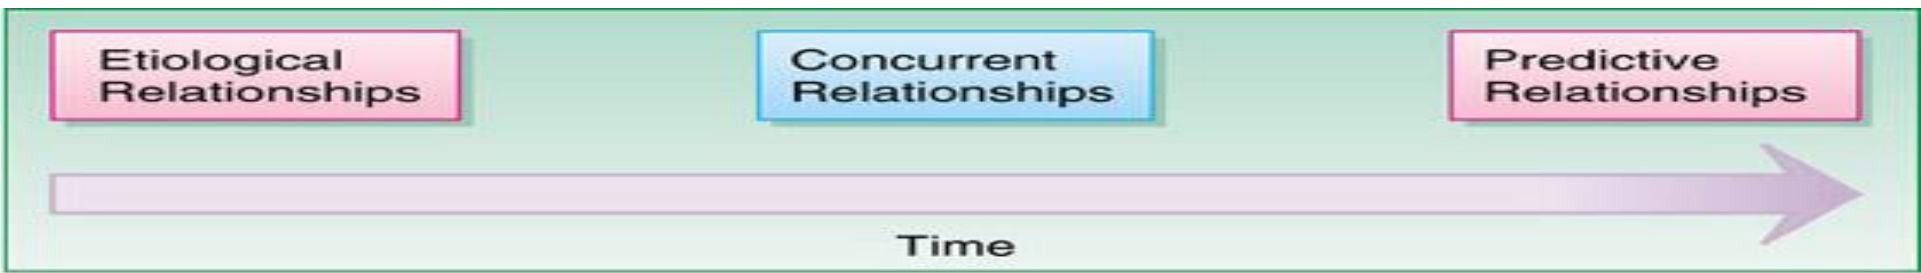 Etiological
Relationships
Concurrent
Relationships
Predictive
Relationships
Time